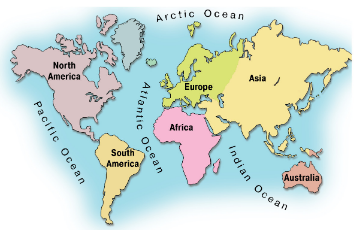 Arctic Ocean
North
America
Europe
Asia
Pacific Ocean
Atlantic Ocean
Africa
South
America
Indian Ocean
Australia